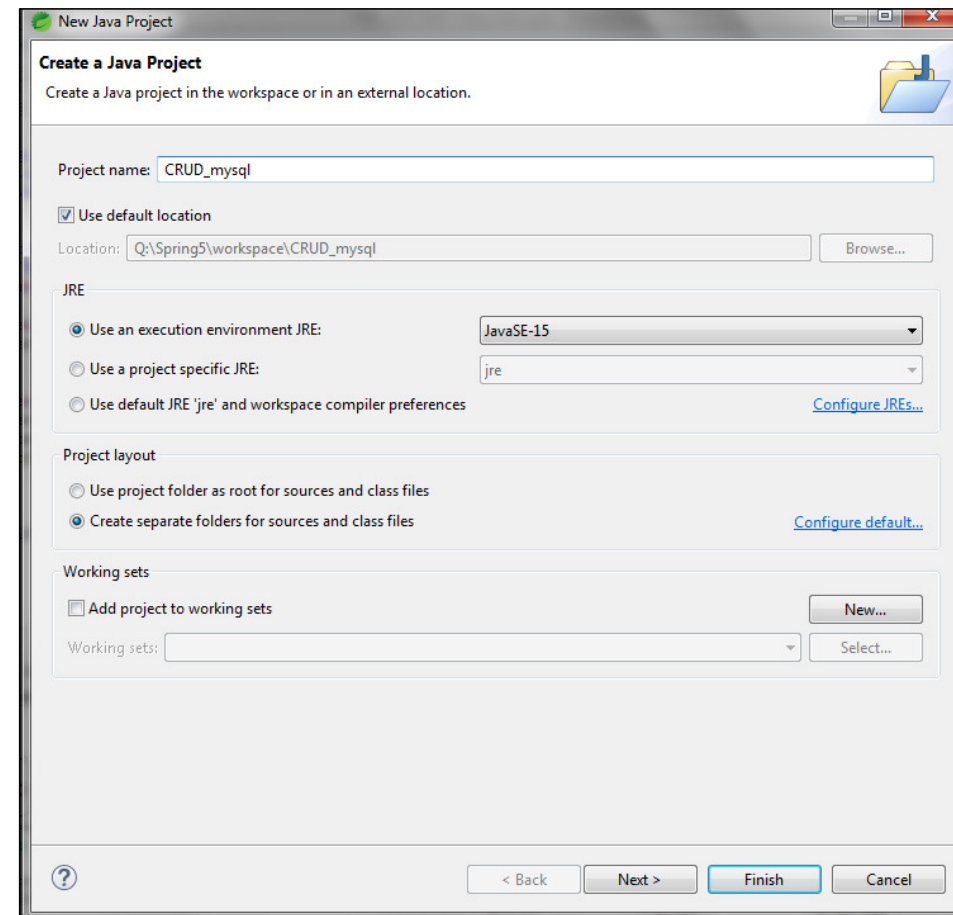 New Java Project
Create a Java Project
Create a Java project in the workspace or in an external location.
Project name: CRUD_mysql
Use default location
Location: Q:\Spring5\workspace\CRUD_mysql Browse...
JRE
Use an execution environment JRE: JavaSE-15
Use a project specific JRE: jre
Use default JRE 'jre' and workspace compiler preferences Configure JREs...
Project layout
Use project folder as root for sources and class files
Create separate folders for sources and class files Configure default...
Working sets
Add project to working sets New...
Working sets: Select...
? < Back Next > Finish Cancel